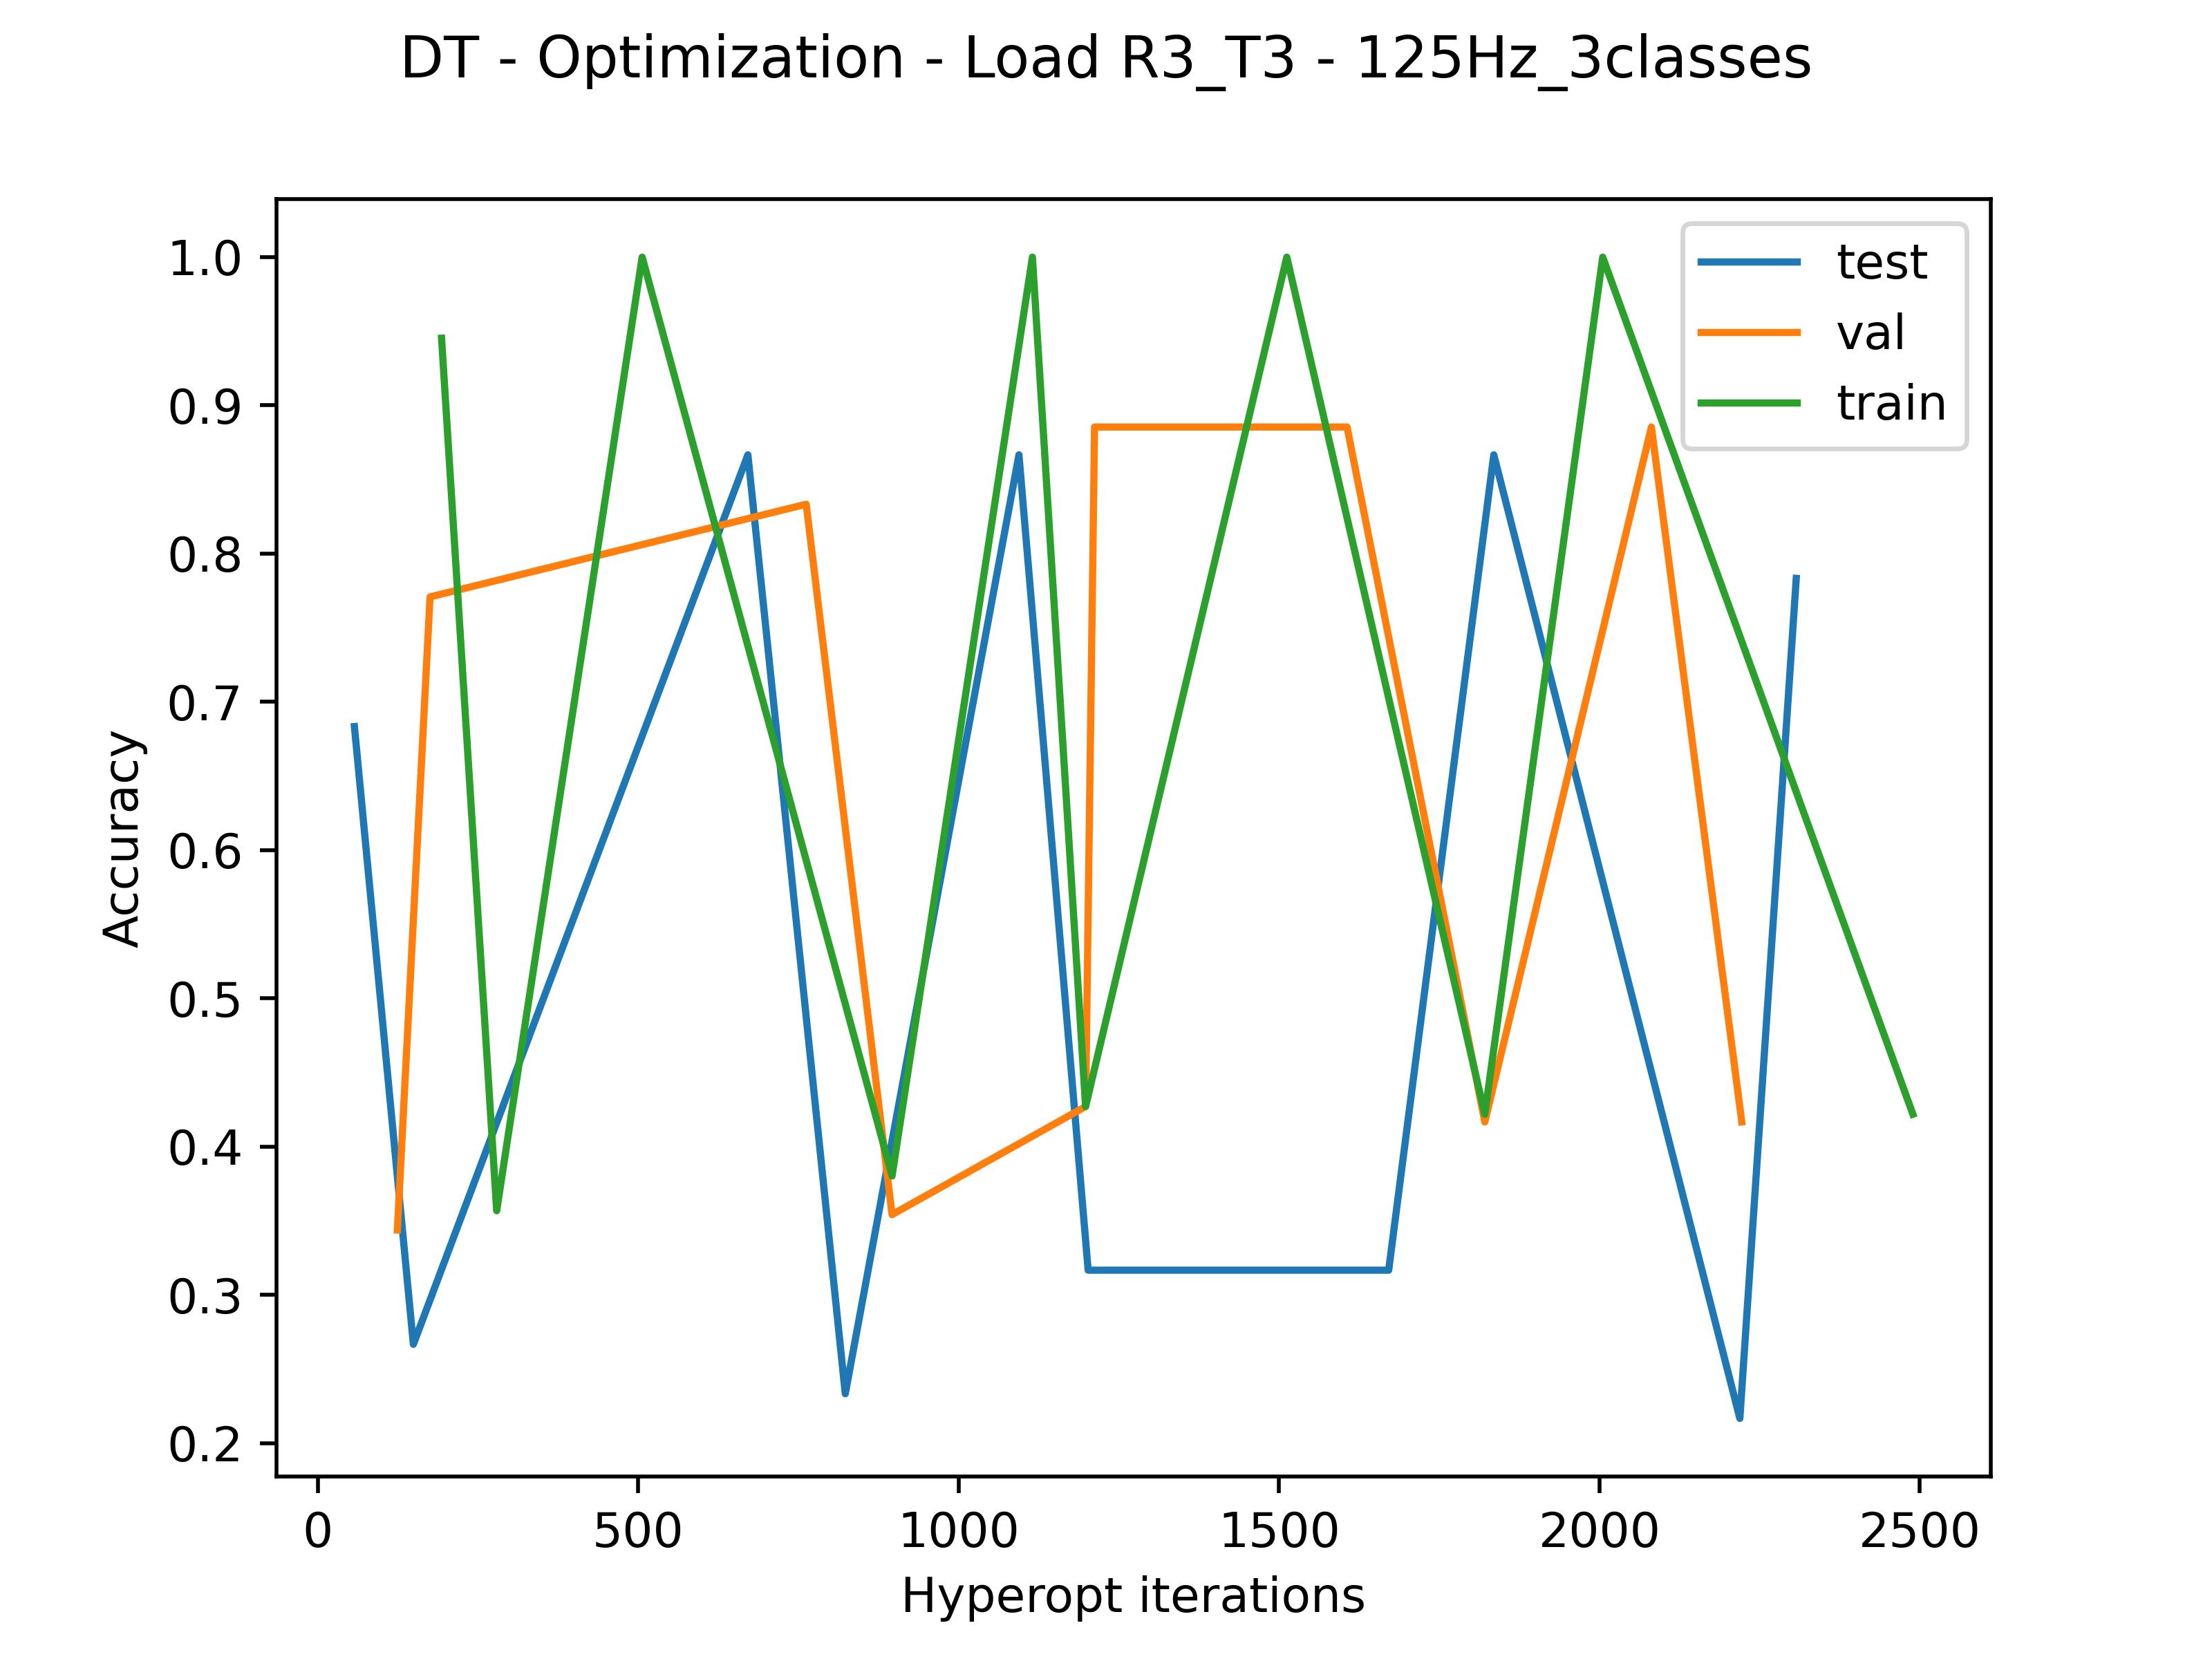 DT - Optimization - Load R3_T3 - 125Hz_3classes
test
val
train
1.0
0.9
0.8
0.7
0.6
0.5
0.4
0.3
0.2
Accuracy
0 500 1000 1500 2000 2500
Hyperopt iterations